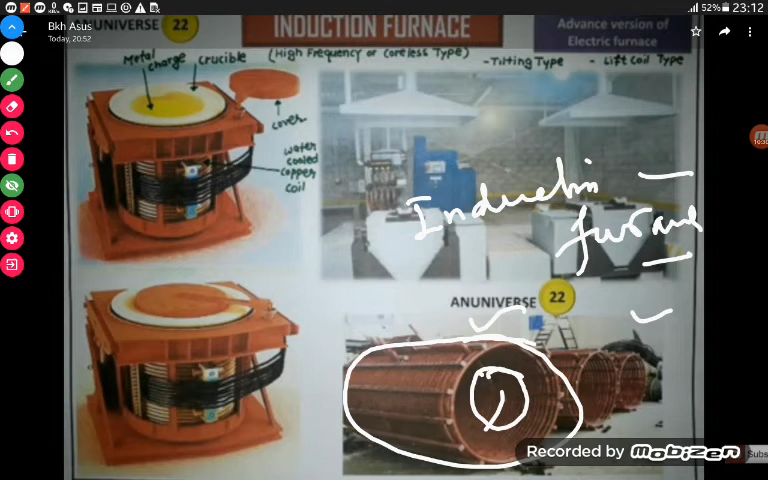 52% 23:12
Bkh Asus
Today, 20:52
ANUNIVERSE 22
INDUCTION FURNACE
Advance version of
Electric furnace
(High Frequency or Coreless Type)
-Tilting Type - Lift Coil Type
Metal
charge
crucible
cover
water
cooled
copper
coil
Induction
furnace
ANUNIVERSE 22
Recorded by mobizen
Subs